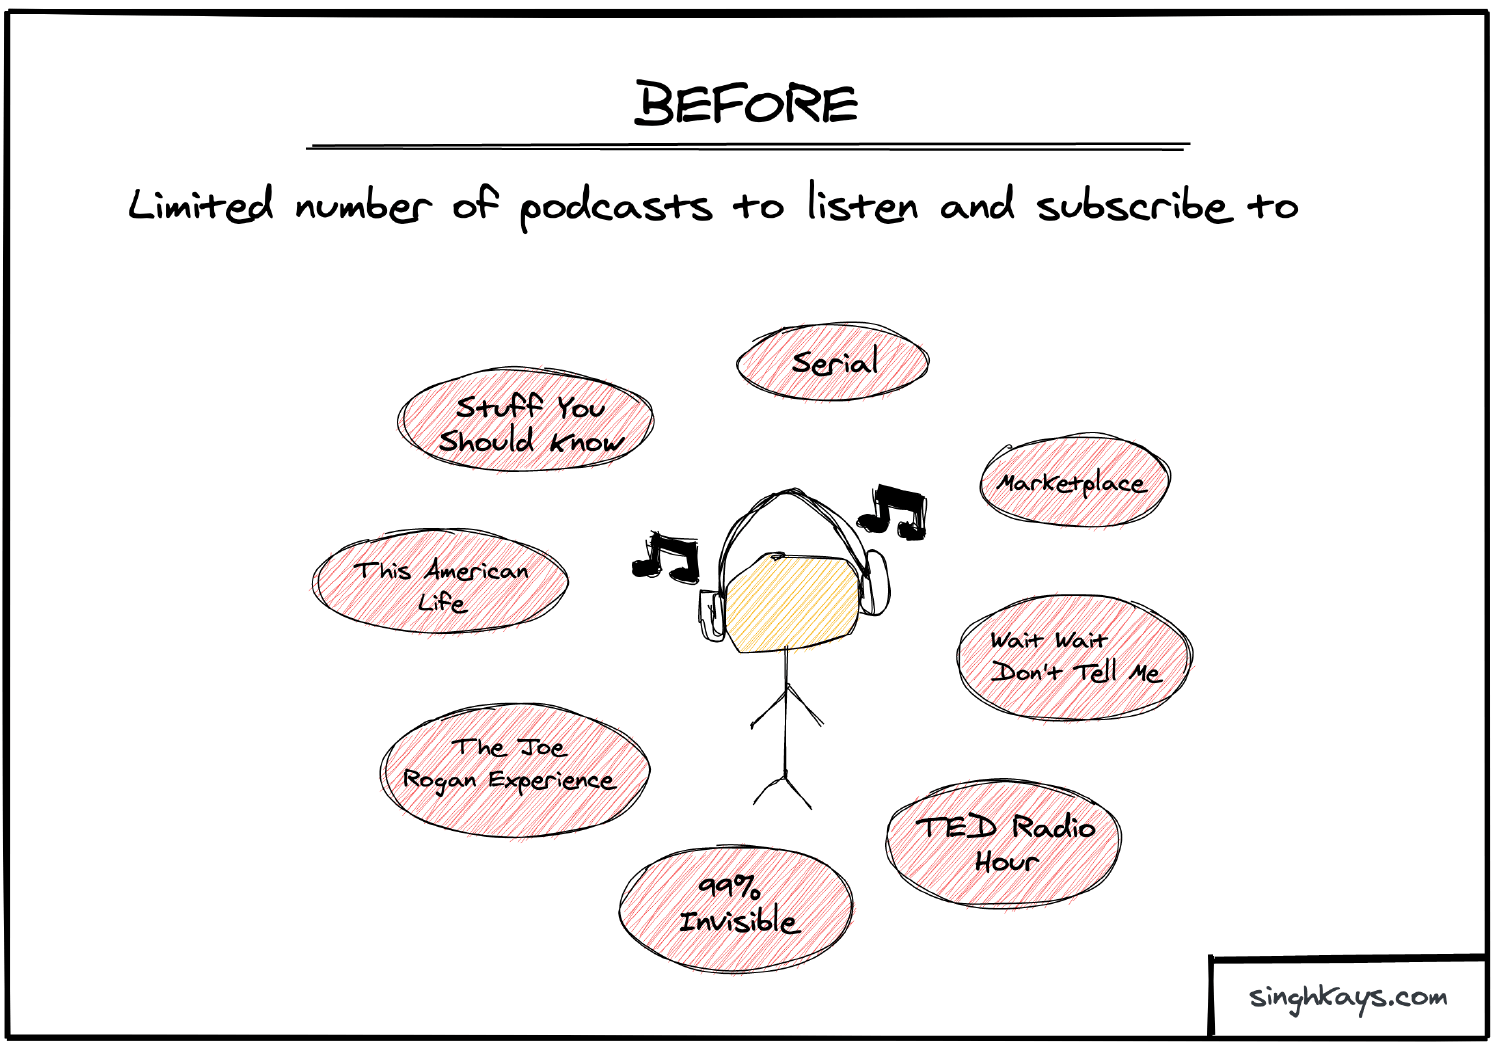 BEFORE
Limited number of podcasts to listen and subscribe to
Serial
Stuff You
Should Know
Marketplace
This American
Life
Wait Wait
Don't Tell Me
The Joe
Rogan Experience
TED Radio
Hour
99%
Invisible
singhkays.com